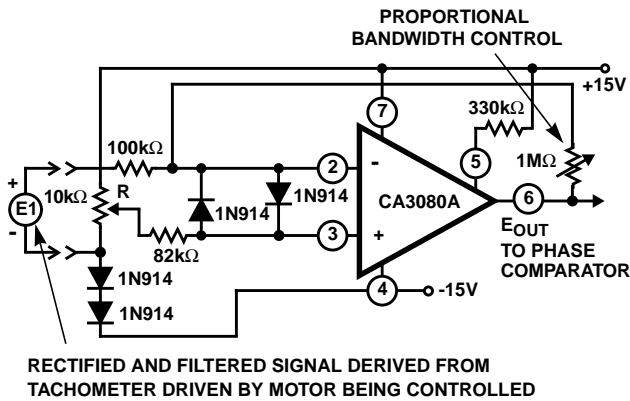 PROPORTIONAL
BANDWIDTH CONTROL
+15V
7
330kΩ
100kΩ
2
-
5
1MΩ
+
E1
-
10kΩ
R
1N914
1N914
CA3080A
6
82kΩ
3
+
EOUT
TO PHASE
COMPARATOR
1N914
1N914
4
-15V
RECTIFIED AND FILTERED SIGNAL DERIVED FROM
TACHOMETER DRIVEN BY MOTOR BEING CONTROLLED